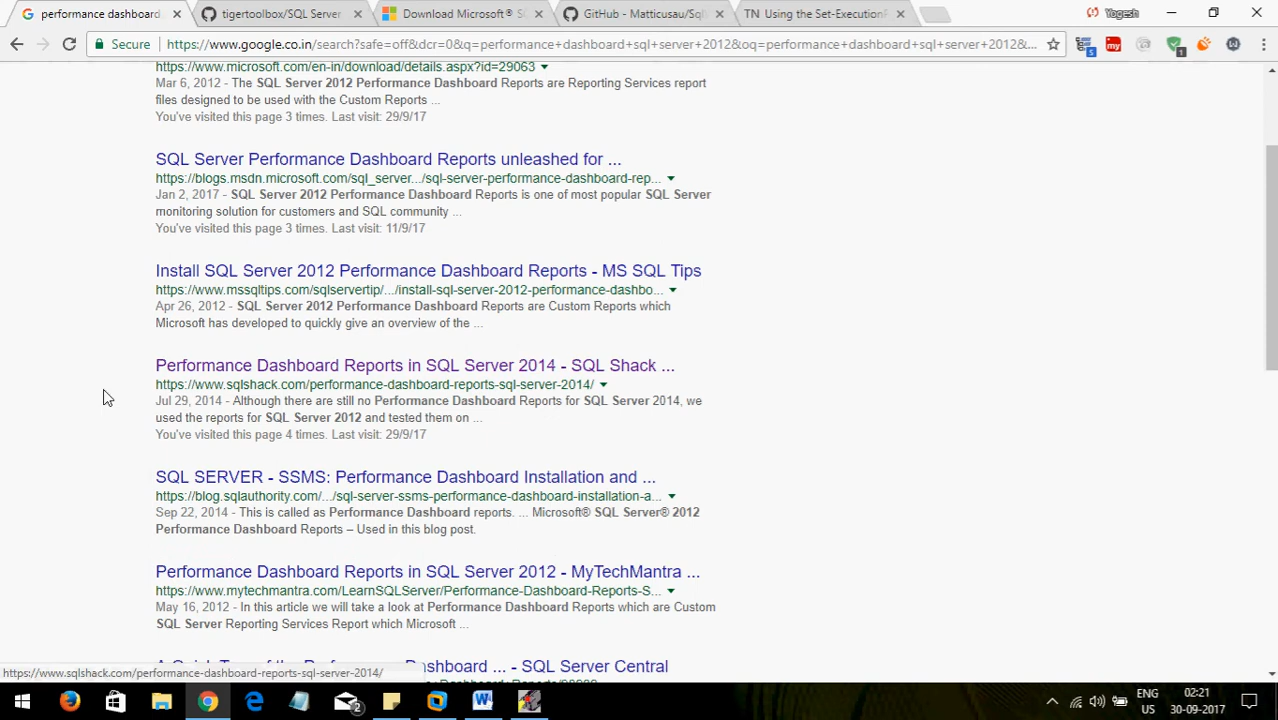 performance dashboard
tigertoolbox/SQL Server
Download Microsoft® S
GitHub - Matticusau/Sql
TN Using the Set-Execution
Yogesh
Secure
https://www.google.co.in/search?safe=off&dcr=0&q=performance+dashboard+sql+server+2012&oq=performance+dashboard+sql+server+2012&...
https://www.microsoft.com/en-in/download/details.aspx?id=29063
Mar 6, 2012 - The SQL Server 2012 Performance Dashboard Reports are Reporting Services report
files designed to be used with the Custom Reports ...
You've visited this page 3 times. Last visit: 29/9/17
SQL Server Performance Dashboard Reports unleashed for ...
https://blogs.msdn.microsoft.com/sql_server.../sql-server-performance-dashboard-rep...
Jan 2, 2017 - SQL Server 2012 Performance Dashboard Reports is one of most popular SQL Server
monitoring solution for customers and SQL community ...
You've visited this page 3 times. Last visit: 11/9/17
Install SQL Server 2012 Performance Dashboard Reports - MS SQL Tips
https://www.mssqltips.com/sqlservertip/.../install-sql-server-2012-performance-dashbo...
Apr 26, 2012 - SQL Server 2012 Performance Dashboard Reports are Custom Reports which
Microsoft has developed to quickly give an overview of the ...
Performance Dashboard Reports in SQL Server 2014 - SQL Shack ...
https://www.sqlshack.com/performance-dashboard-reports-sql-server-2014/
Jul 29, 2014 - Although there are still no Performance Dashboard Reports for SQL Server 2014, we
used the reports for SQL Server 2012 and tested them on ...
You've visited this page 4 times. Last visit: 29/9/17
SQL SERVER - SSMS: Performance Dashboard Installation and ...
https://blog.sqlauthority.com/.../sql-server-ssms-performance-dashboard-installation-a...
Sep 22, 2014 - This is called as Performance Dashboard reports. ... Microsoft® SQL Server® 2012
Performance Dashboard Reports – Used in this blog post.
Performance Dashboard Reports in SQL Server 2012 - MyTechMantra ...
https://www.mytechmantra.com/LearnSQLServer/Performance-Dashboard-Reports-S...
May 16, 2012 - In this article we will take a look at Performance Dashboard Reports which are Custom
SQL Server Reporting Services Report which Microsoft ...
Dashboard ... - SQL Server Central
https://www.sqlshack.com/performance-dashboard-reports-sql-server-2014/
ENG
US
02:21
30-09-2017